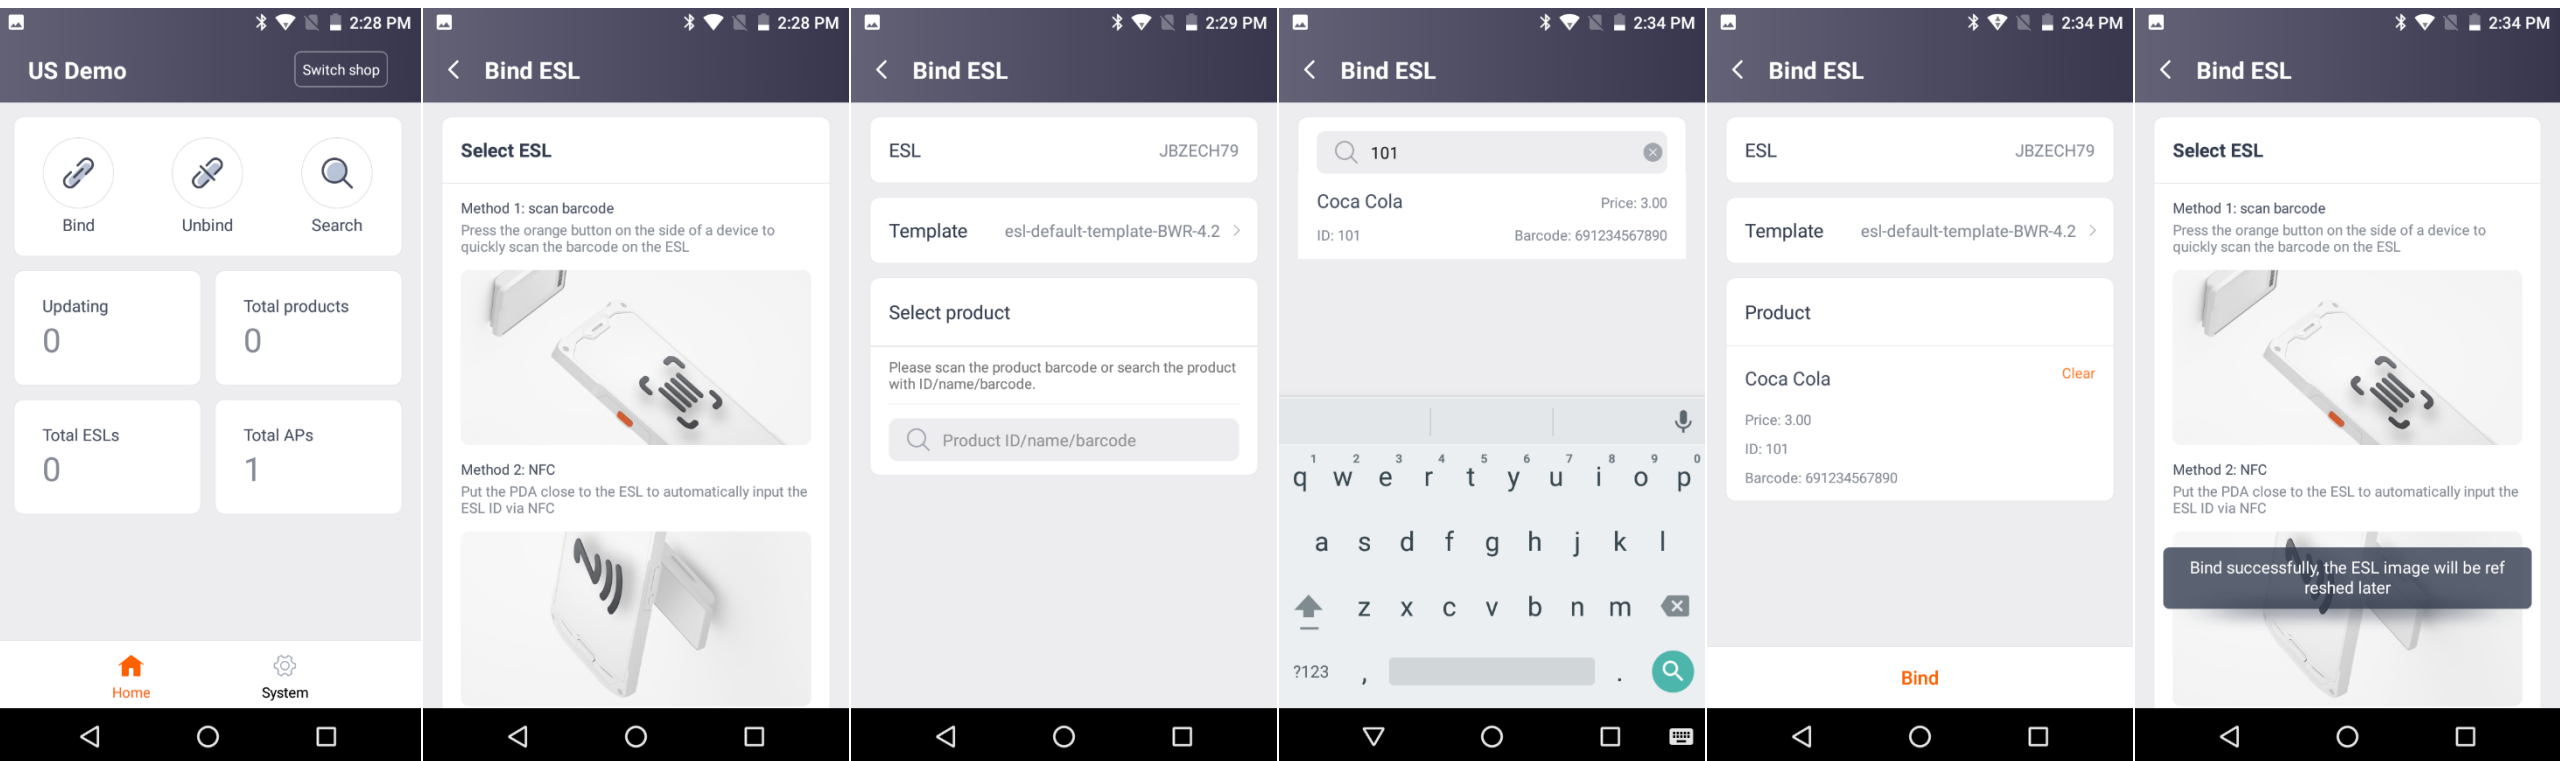 2:28 PM
US Demo
Switch shop
Bind
Unbind
Search
Updating
0
Total products
0
Total ESLs
0
Total APs
1
Home
System
2:28 PM
Bind ESL
Select ESL
Method 1: scan barcode
Press the orange button on the side of a device to
quickly scan the barcode on the ESL
Method 2: NFC
Put the PDA close to the ESL to automatically input the
ESL ID via NFC
2:29 PM
Bind ESL
ESL JBZECH79
Template esl-default-template-BWR-4.2
Select product
Please scan the product barcode or search the product
with ID/name/barcode.
Product ID/name/barcode
2:34 PM
Bind ESL
101
Coca Cola Price: 3.00
ID: 101 Barcode: 691234567890
1 2 3 4 5 6 7 8 9 0
q w e r t y u i o p
a s d f g h j k l
z x c v b n m
?123 , .
2:34 PM
Bind ESL
ESL JBZECH79
Template esl-default-template-BWR-4.2
Product
Coca Cola Clear
Price: 3.00
ID: 101
Barcode: 691234567890
Bind
2:34 PM
Bind ESL
Select ESL
Method 1: scan barcode
Press the orange button on the side of a device to
quickly scan the barcode on the ESL
Method 2: NFC
Put the PDA close to the ESL to automatically input the
ESL ID via NFC
Bind successfully, the ESL image will be ref
reshed later